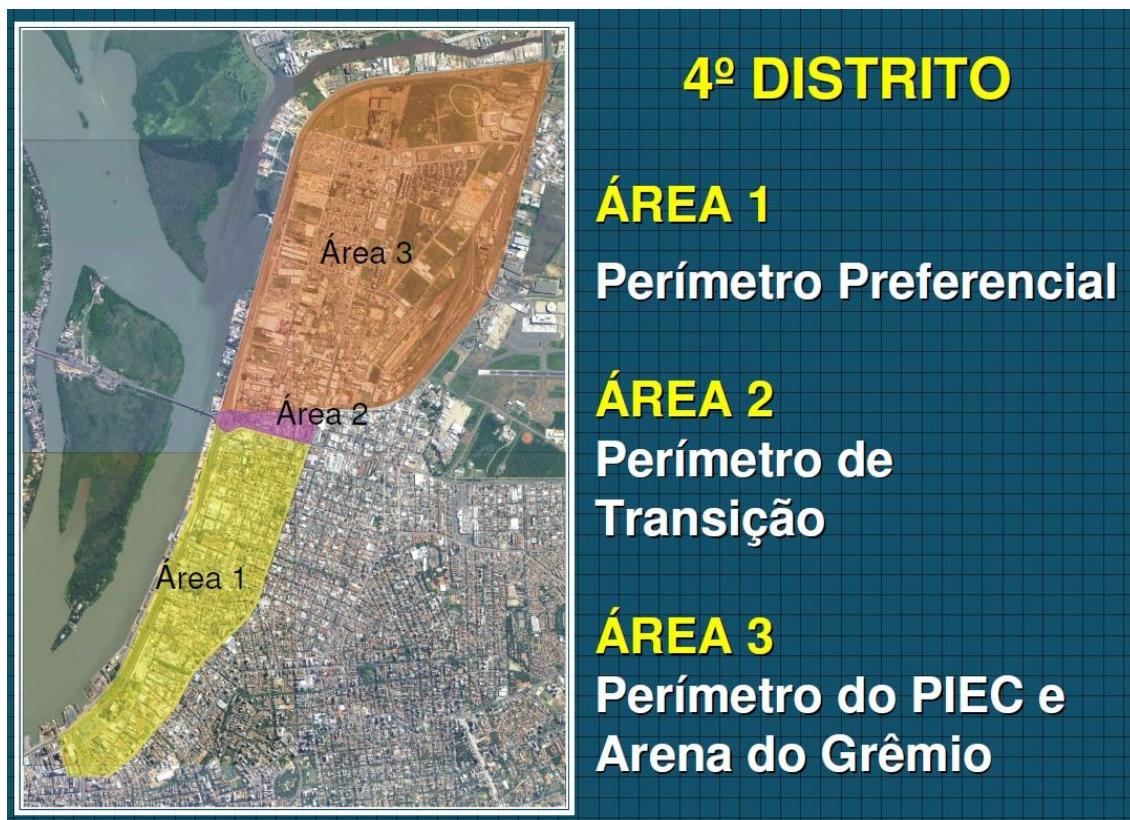 4º DISTRITO
ÁREA 1
Perímetro Preferencial
ÁREA 2
Perímetro de
Transição
ÁREA 3
Perímetro do PIEC e
Arena do Grêmio
Área 3
Área 2
Área 1